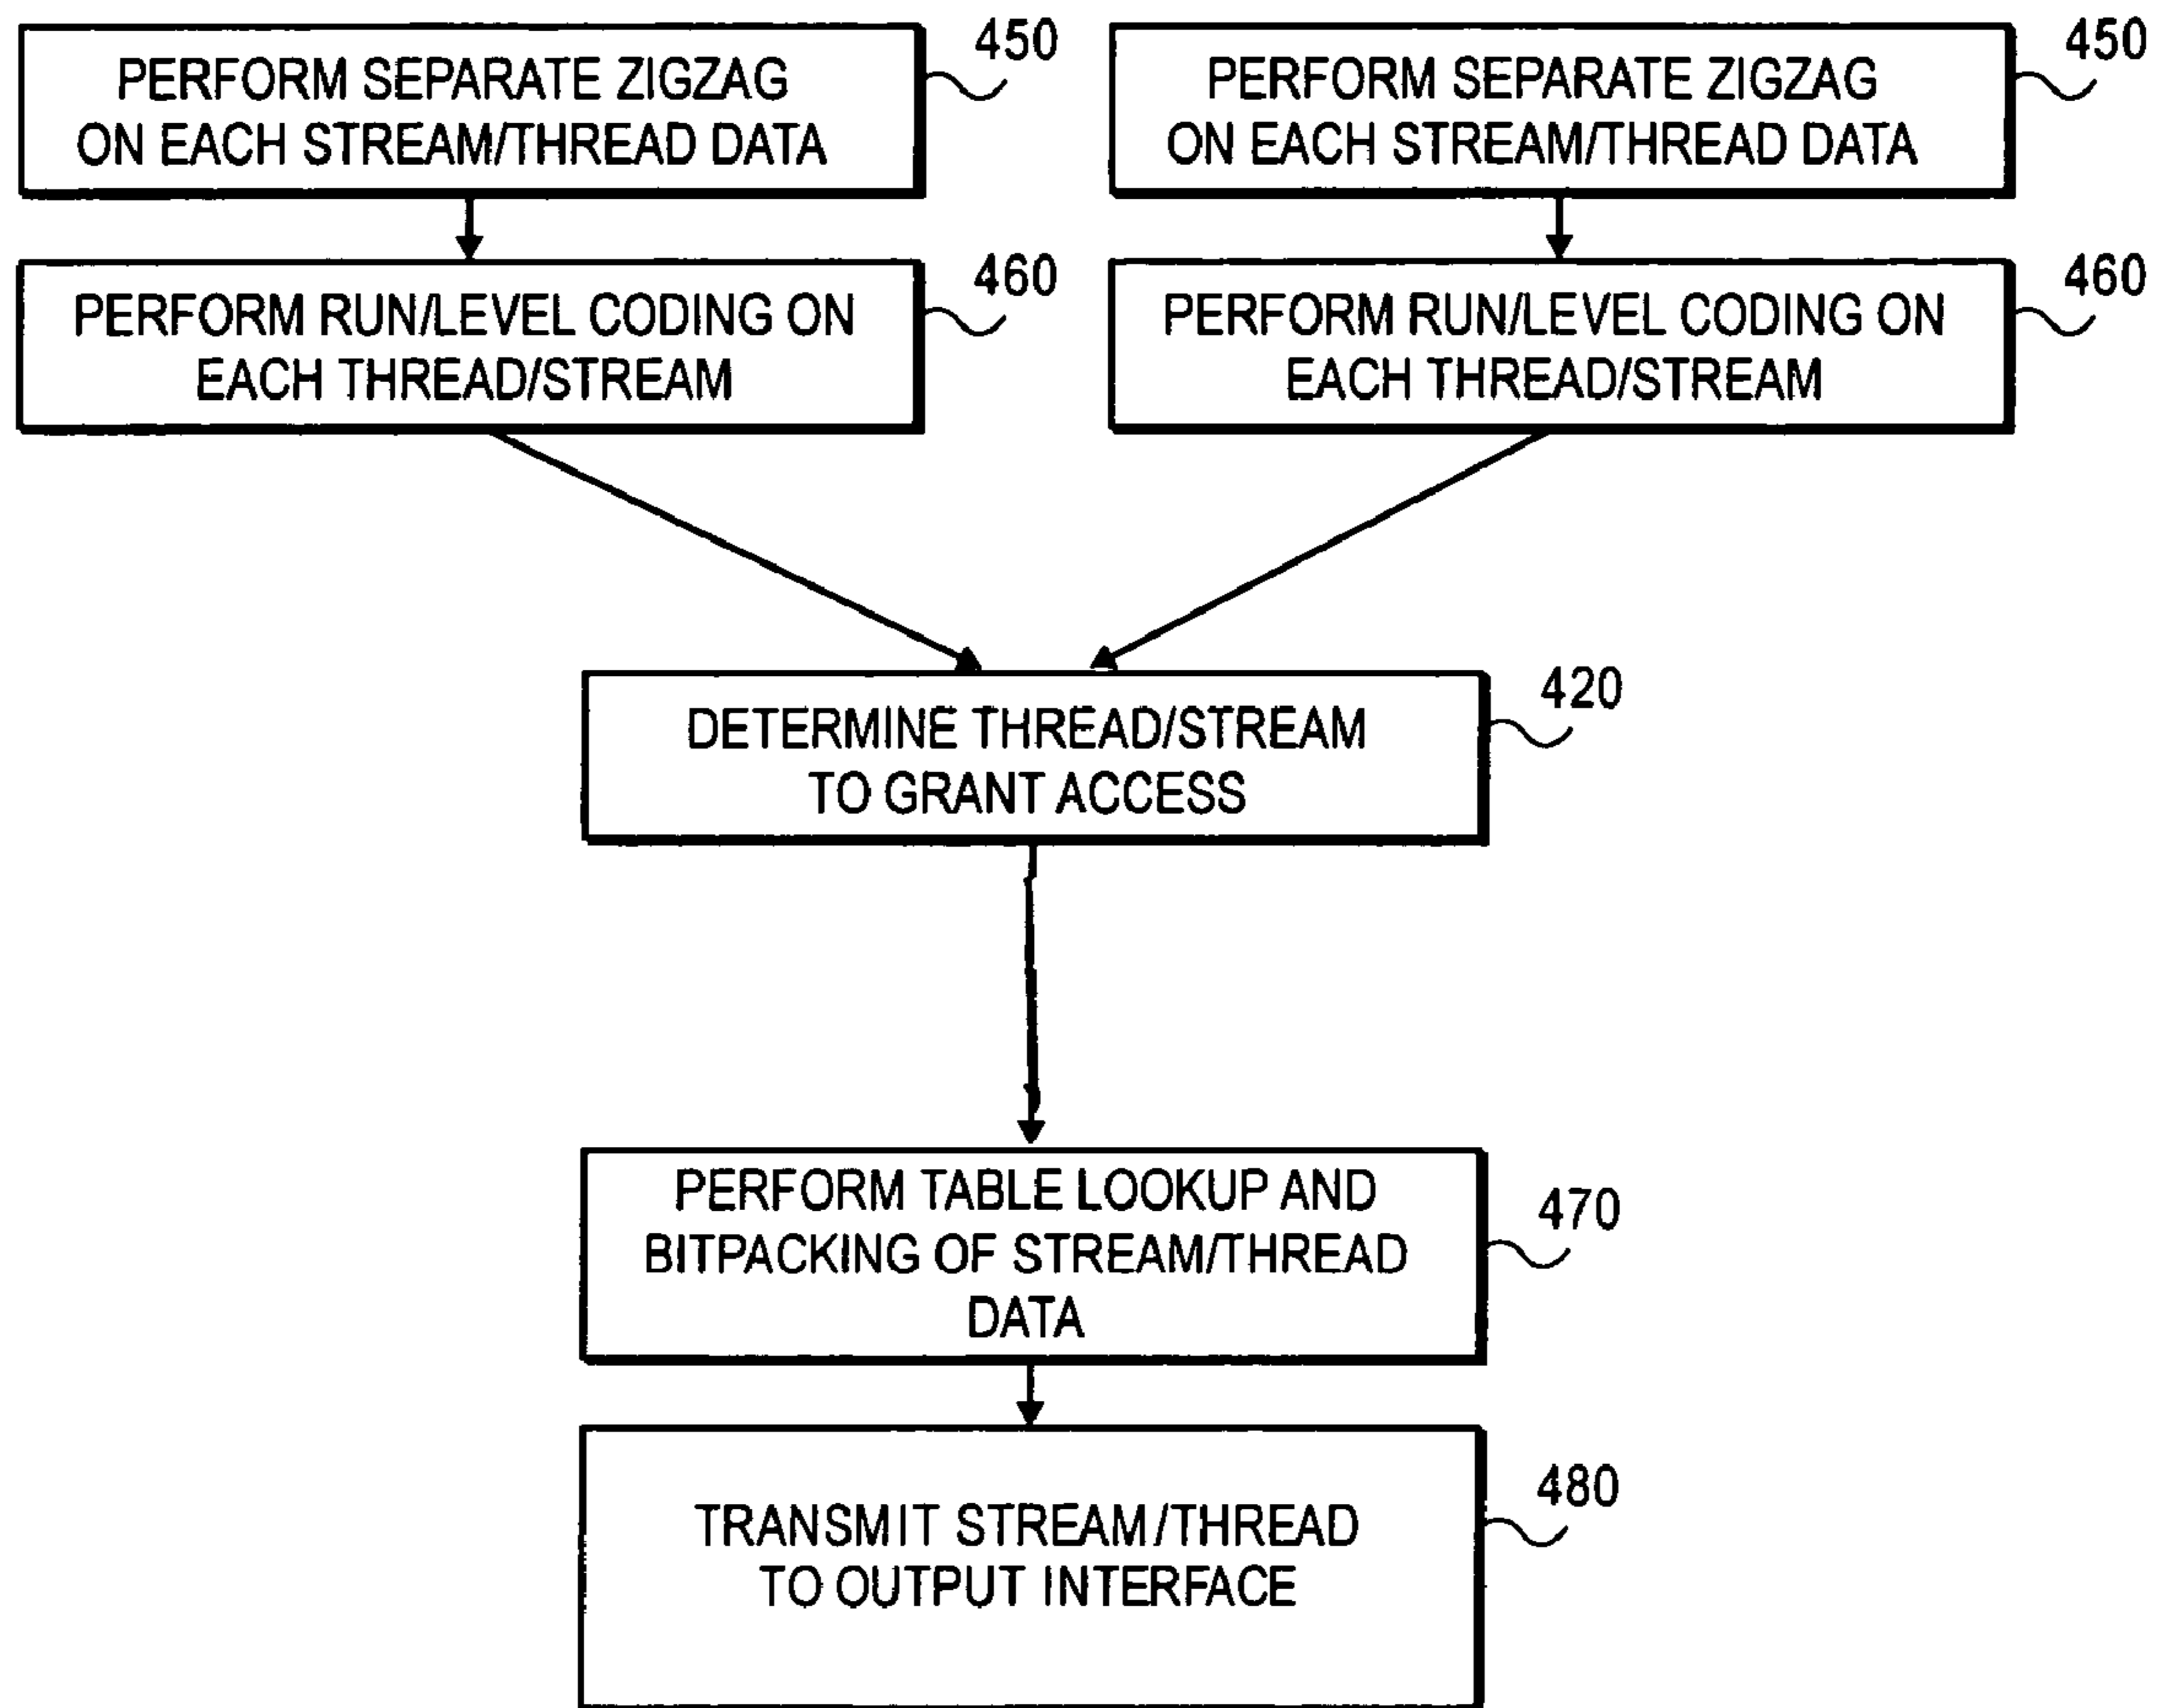 450
PERFORM SEPARATE ZIGZAG
ON EACH STREAM/THREAD DATA
450
PERFORM SEPARATE ZIGZAG
ON EACH STREAM/THREAD DATA
460
PERFORM RUN/LEVEL CODING ON
EACH THREAD/STREAM
460
PERFORM RUN/LEVEL CODING ON
EACH THREAD/STREAM
420
DETERMINE THREAD/STREAM
TO GRANT ACCESS
470
PERFORM TABLE LOOKUP AND
BITPACKING OF STREAM/THREAD
DATA
480
TRANSMIT STREAM/THREAD
TO OUTPUT INTERFACE